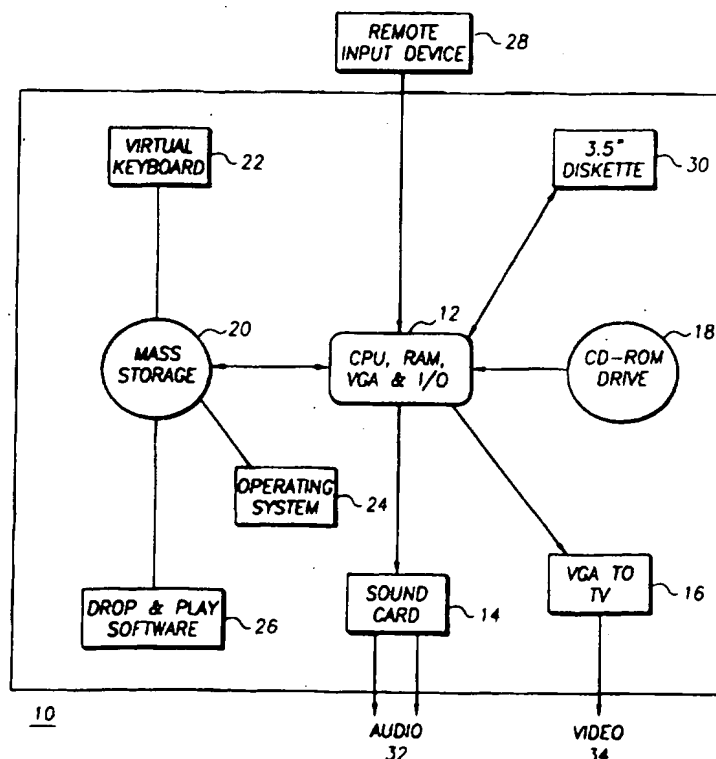 REMOTE
INPUT DEVICE
28
VIRTUAL
KEYBOARD
22
3.5"
DISKETTE
30
20
MASS
STORAGE
12
CPU, RAM,
VGA & I/O
18
CD-ROM
DRIVE
OPERATING
SYSTEM
24
DROP & PLAY
SOFTWARE
26
SOUND
CARD
14
VGA TO
TV
16
10
AUDIO
32
VIDEO
34